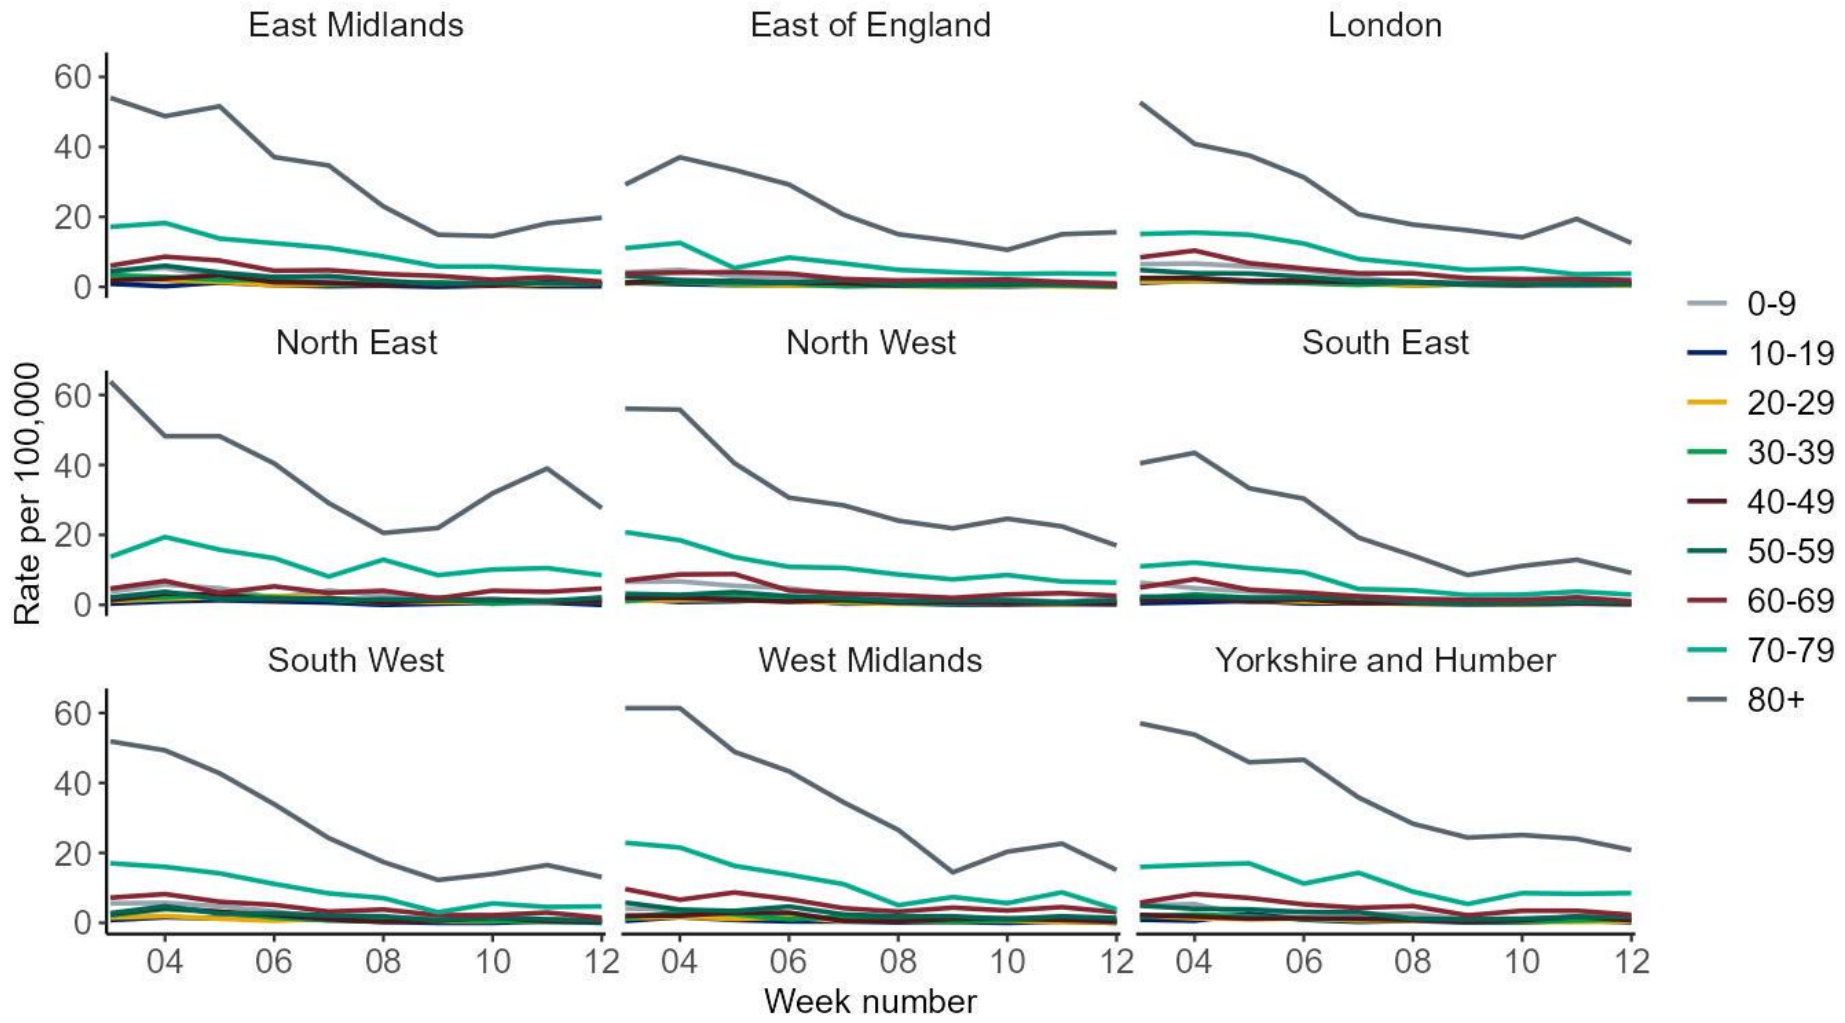 East Midlands
East of England
London
60
40
20
0
North East
North West
South East
60
40
20
0
South West
West Midlands
Yorkshire and Humber
60
40
20
0
04 06 08 10 12
04 06 08 10 12
04 06 08 10 12
Week number
Rate per 100,000
0-9
10-19
20-29
30-39
40-49
50-59
60-69
70-79
80+